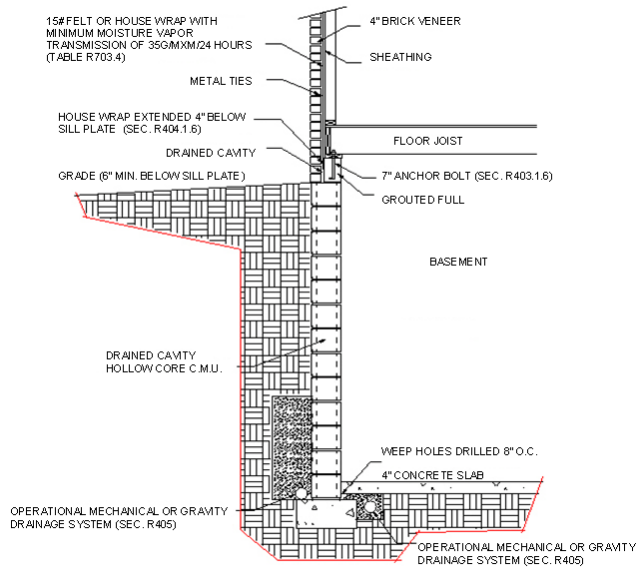 15# FELT OR HOUSE WRAP WITH
MINIMUM MOISTURE VAPOR
TRANSMISSION OF 35G/MXM/24 HOURS
(TABLE R703.4)
4" BRICK VENEER
SHEATHING
METAL TIES
HOUSE WRAP EXTENDED 4" BELOW
SILL PLATE (SEC. R404.1.6)
FLOOR JOIST
DRAINED CAVITY
GRADE (6" MIN. BELOW SILL PLATE)
7" ANCHOR BOLT (SEC. R403.1.6)
GROUTED FULL
BASEMENT
DRAINED CAVITY
HOLLOW CORE C.M.U.
WEEP HOLES DRILLED 8" O.C.
4" CONCRETE SLAB
OPERATIONAL MECHANICAL OR GRAVITY
DRAINAGE SYSTEM (SEC. R405)
OPERATIONAL MECHANICAL OR GRAVITY
DRAINAGE SYSTEM (SEC. R405)